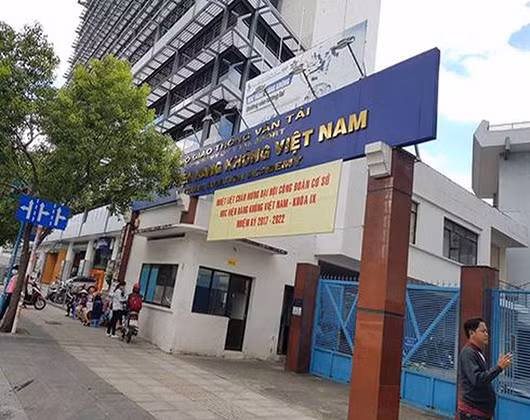 BỘ GIAO THÔNG VẬN TẢI
HÀNG KHÔNG VIỆT NAM
ACADEMY
NHIỆT LIỆT CHÀO MỪNG ĐẠI HỘI CÔNG ĐOÀN CƠ SỞ
HỌC VIỆN HÀNG KHÔNG VIỆT NAM - KHÓA IX
NHIỆM KỲ 2017 - 2022